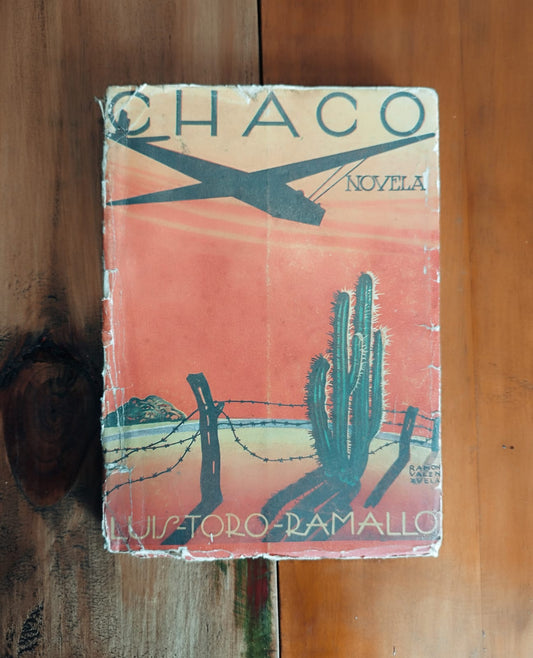 CHACO
NOVELA
RAMON
VALEN
ZUELA
LUIS-TORO-RAMALLO